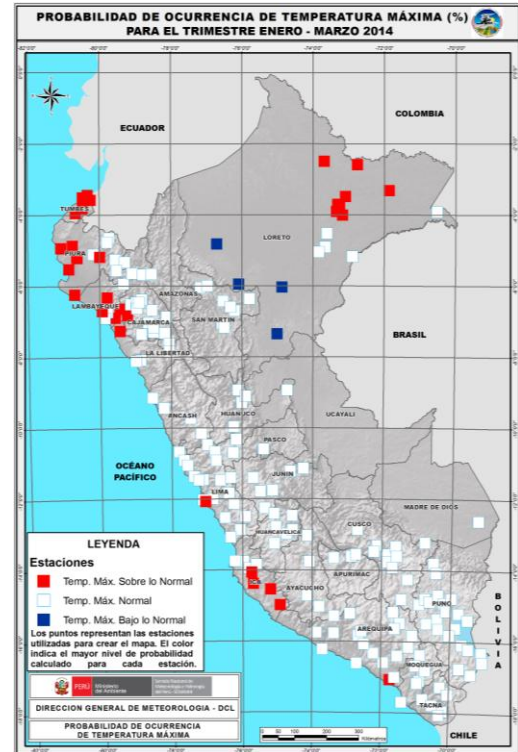 PROBABILIDAD DE OCURRENCIA DE TEMPERATURA MÁXIMA (%)
PARA EL TRIMESTRE ENERO - MARZO 2014
COLOMBIA
ECUADOR
TUMBES
LORETO
PIURA
AMAZONAS
LAMBAYEQUE
SAN MARTIN
CAJAMARCA
BRASIL
LA LIBERTAD
ANCASH
HUANUCO
UCAYALI
OCÉANO
PACÍFICO
PASCO
JUNIN
LIMA
MADRE DE DIOS
CUSCO
HUANCAVELICA
APURIMAC
ICA
AYACUCHO
PUNO
AREQUIPA
BOLIVIA
MOQUEGUA
TACNA
CHILE
LEYENDA
Estaciones
Temp. Máx. Sobre lo Normal
Temp. Máx. Normal
Temp. Máx. Bajo lo Normal
Los puntos representan las estaciones
utilizadas para crear el mapa. El color
indica el mayor nivel de probabilidad
calculado para cada estación.
PERÚ Ministerio
del Ambiente
DIRECCION GENERAL DE METEOROLOGIA - DCL
PROBABILIDAD DE OCURRENCIA
DE TEMPERATURA MÁXIMA